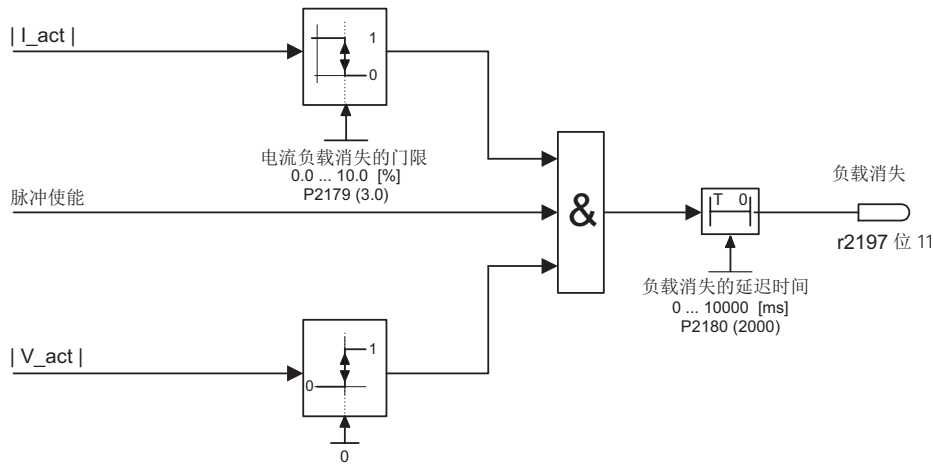 | I_act |
1
0
电流负载消失的门限
0.0 ... 10.0 [%]
P2179 (3.0)
脉冲使能
&
T 0
负载消失
r2197 位 11
负载消失的延迟时间
0 ... 10000 [ms]
P2180 (2000)
| V_act |
1
0
0